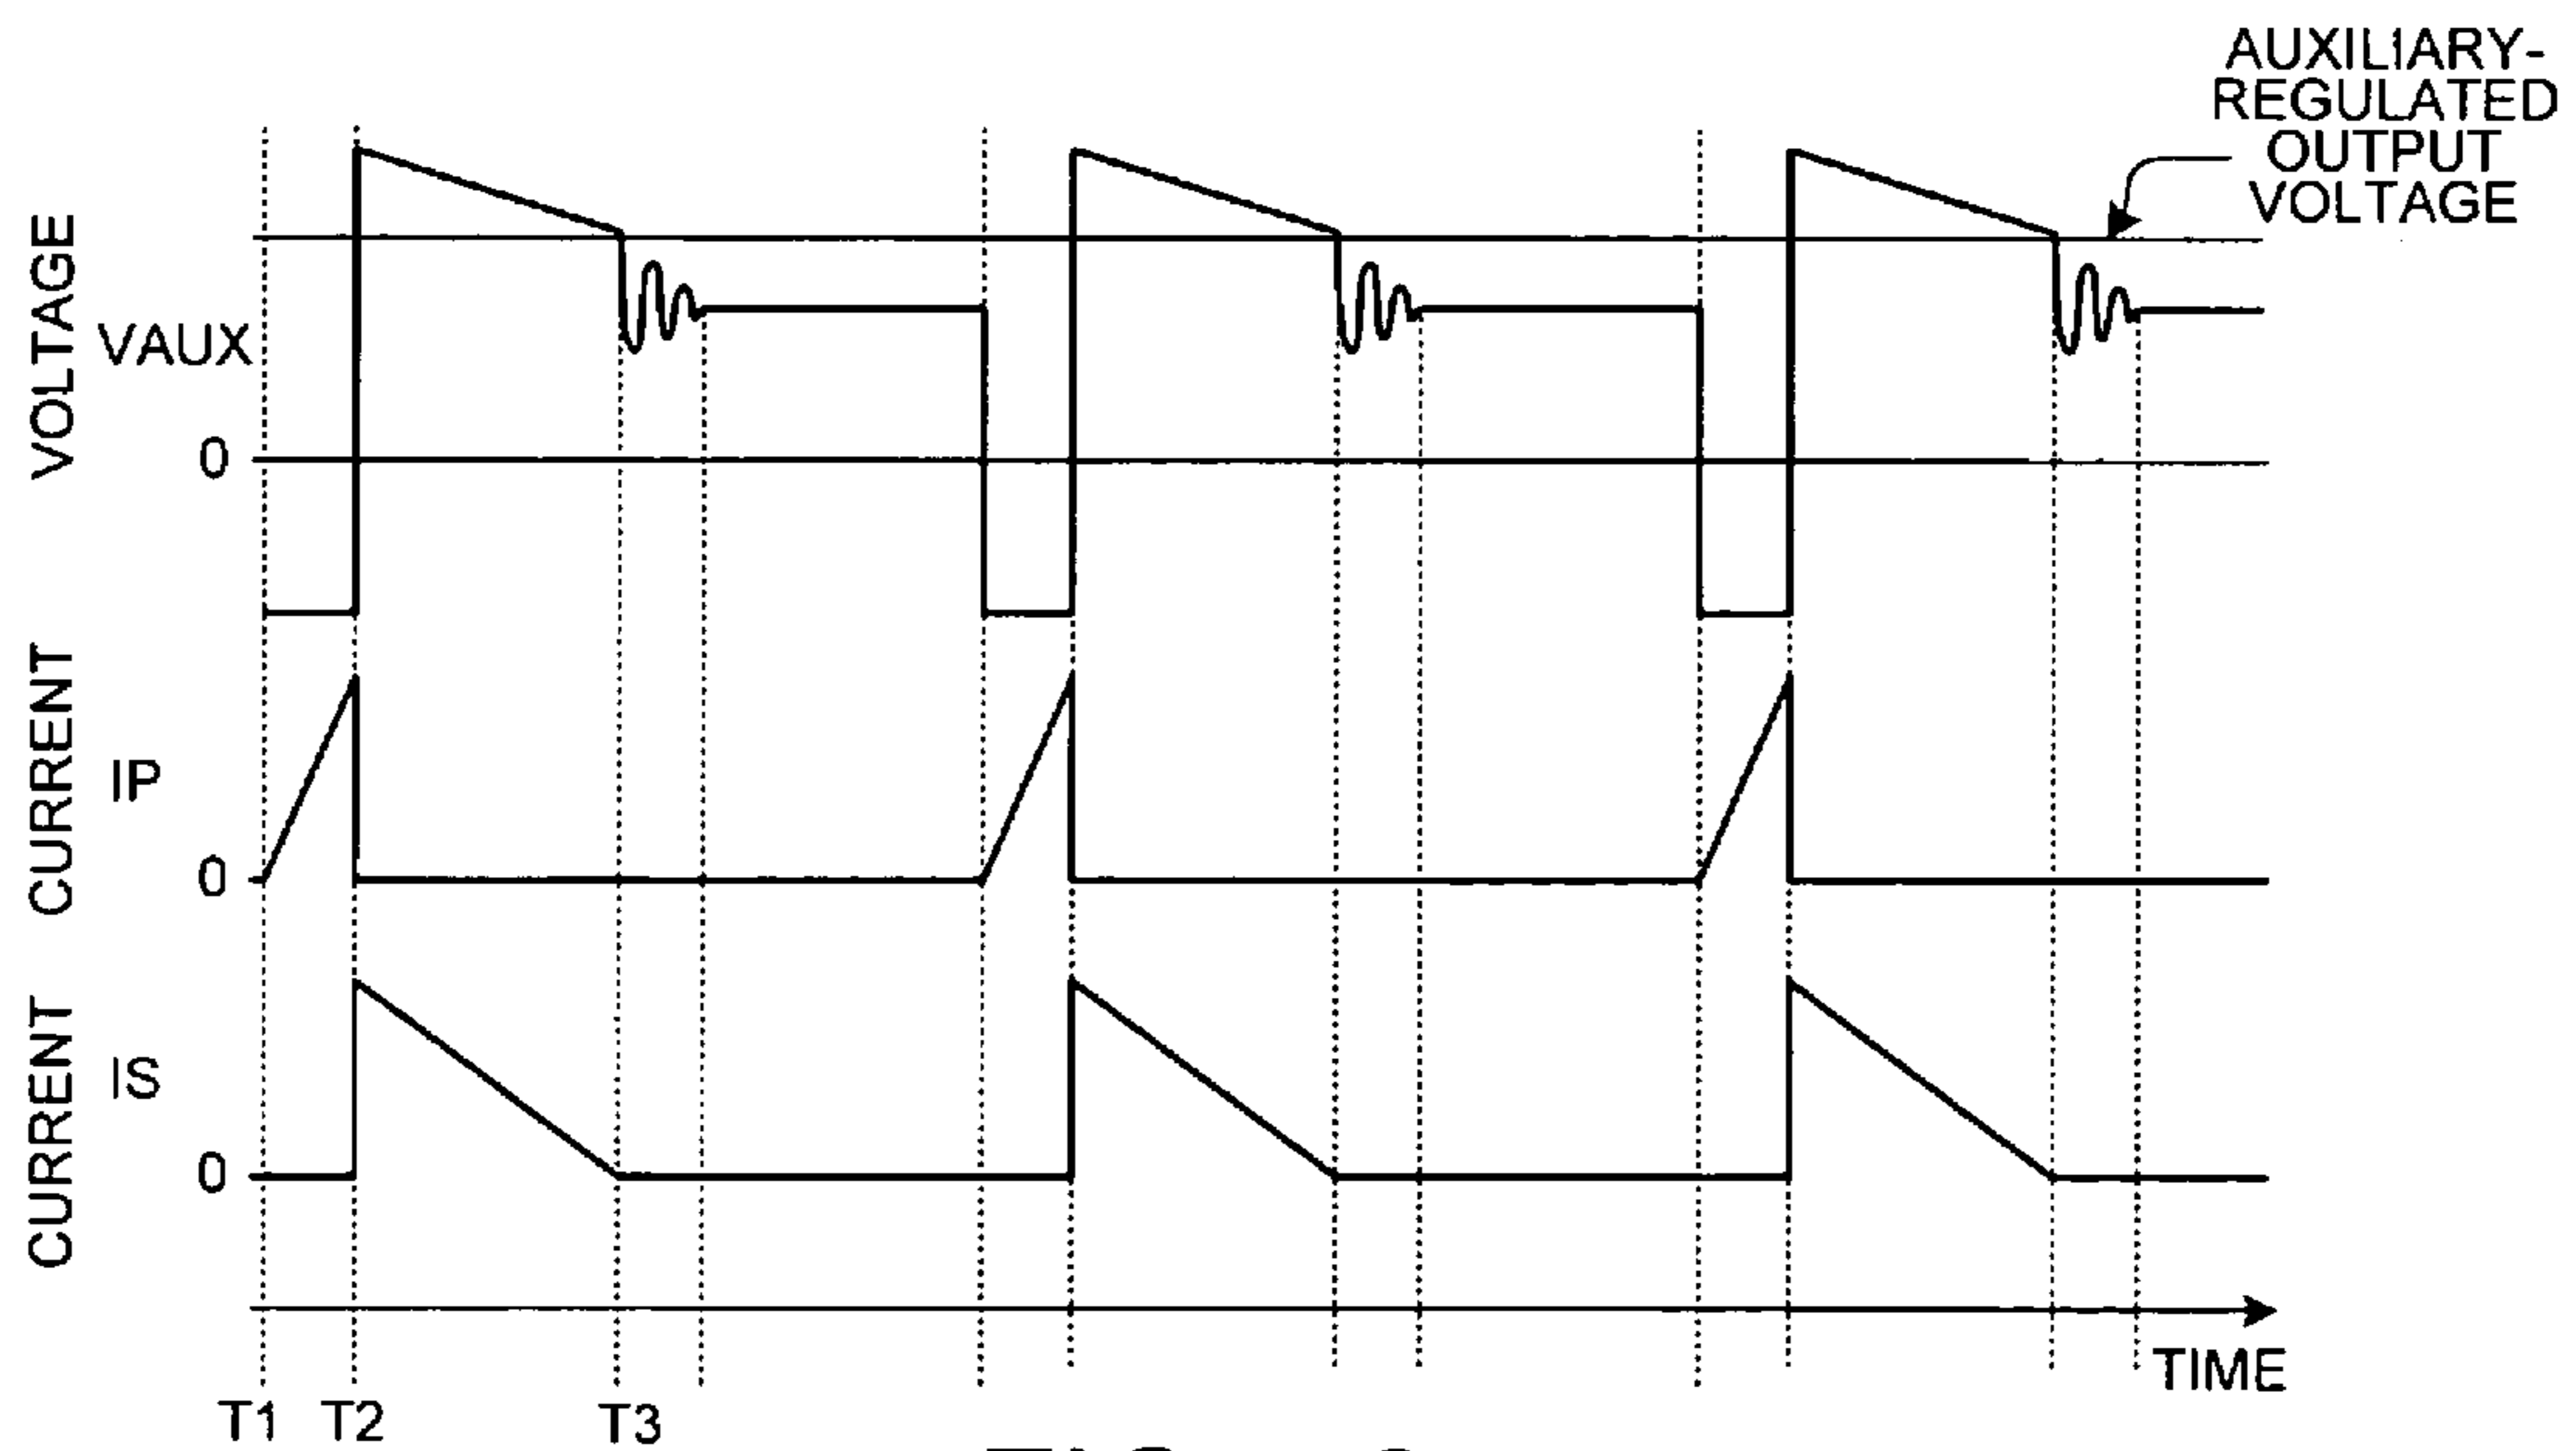 AUXILIARY-
REGULATED
OUTPUT
VOLTAGE
VOLTAGE
VAUX
0
CURRENT
IP
0
CURRENT
IS
0
TIME
T1 T2 T3